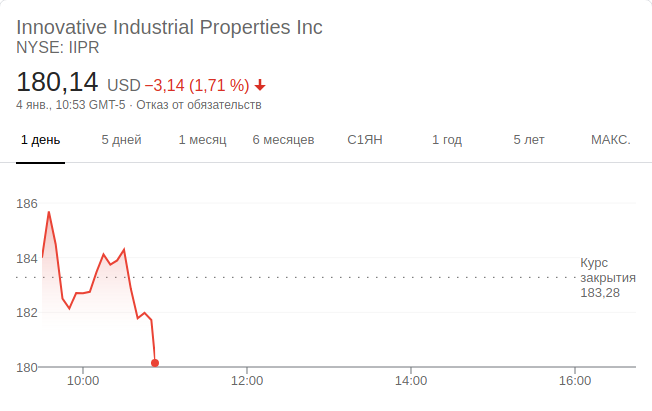 Innovative Industrial Properties Inc
NYSE: IIPR
180,14 USD −3,14 (1,71 %)
4 янв., 10:53 GMT-5 · Отказ от обязательств
1 день 5 дней 1 месяц 6 месяцев С1ЯН 1 год 5 лет МАКС.
186
184
Курс
закрытия
183,28
182
180
10:00 12:00 14:00 16:00